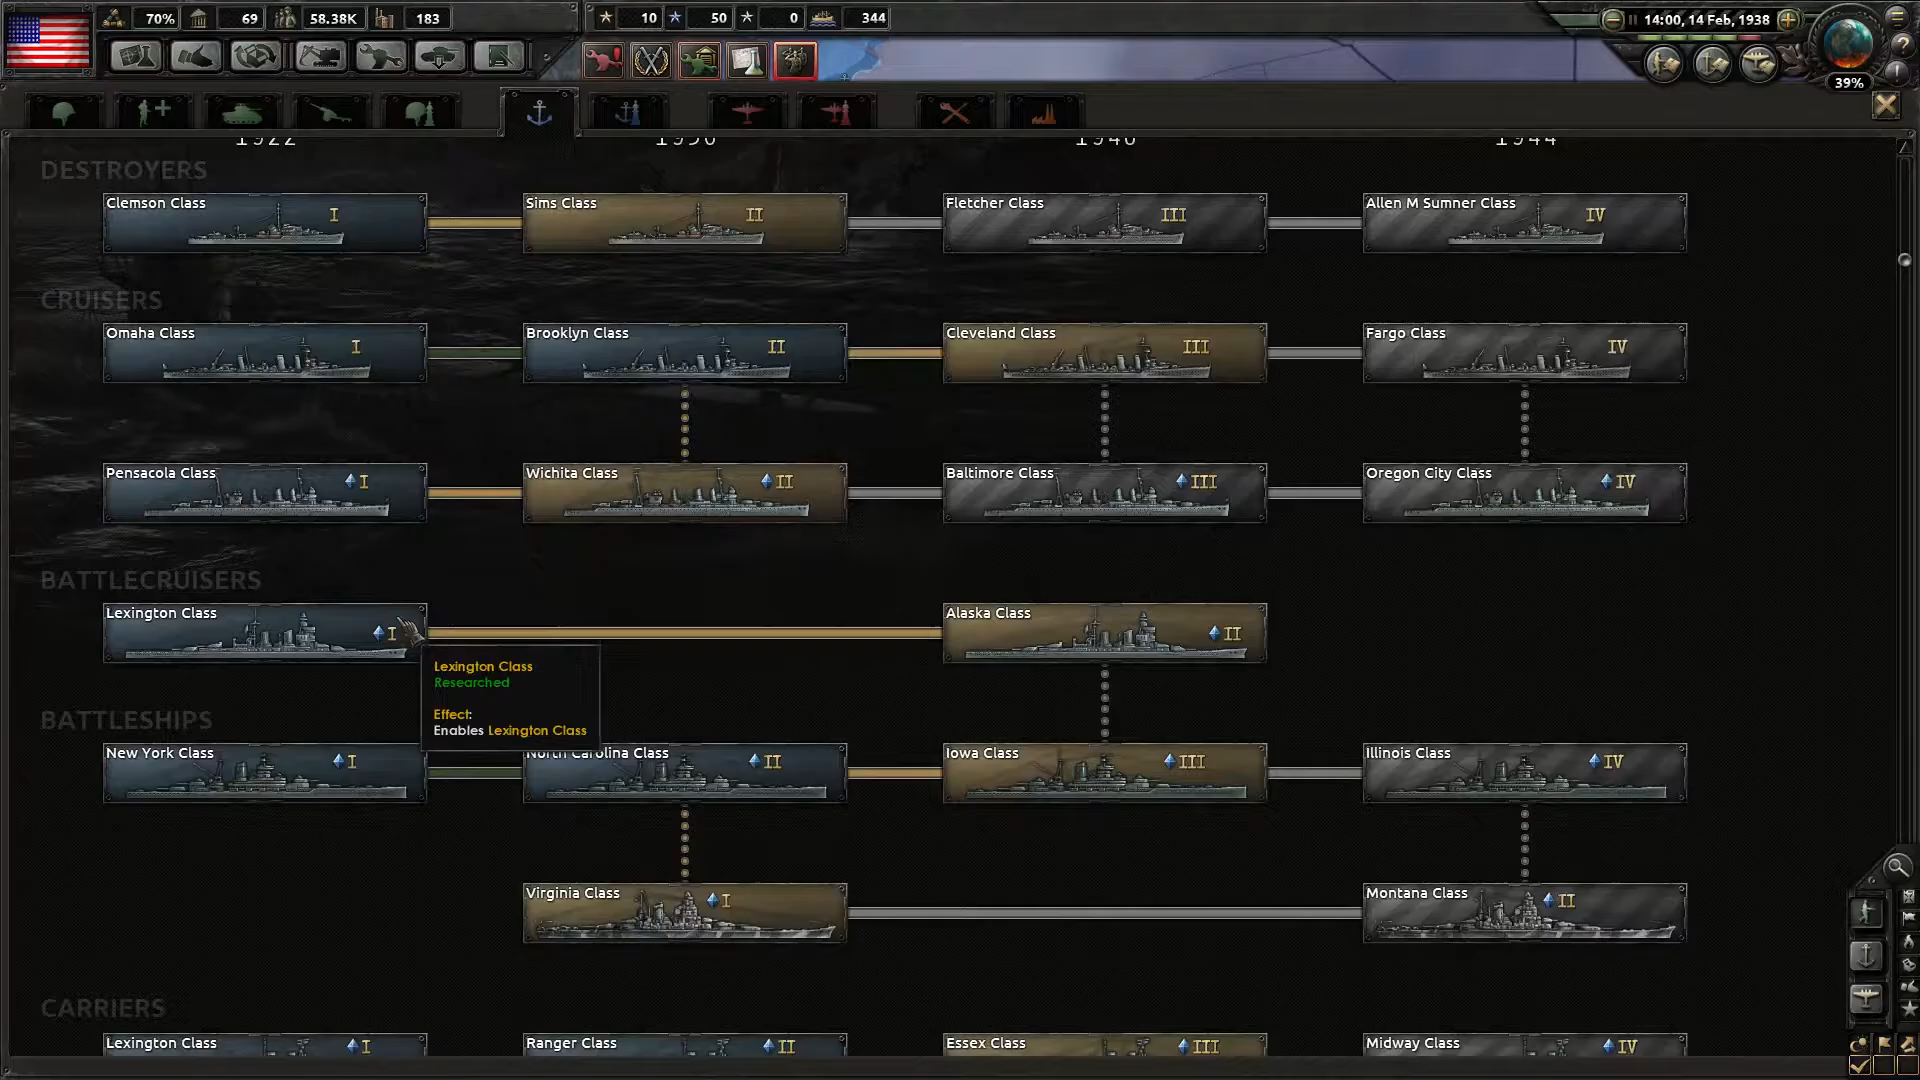 70% 69 58.38K 183 10 50 0 344 14:00, 14 Feb, 1938
39%
1922 1936 1940 1944
DESTROYERS
Clemson Class I Sims Class II Fletcher Class III Allen M Sumner Class IV
CRUISERS
Omaha Class I Brooklyn Class II Cleveland Class III Fargo Class IV
Pensacola Class I Wichita Class II Baltimore Class III Oregon City Class IV
BATTLECRUISERS
Lexington Class I Alaska Class II
Lexington Class
Researched
Effect:
Enables Lexington Class
BATTLESHIPS
New York Class I North Carolina Class II Iowa Class III Illinois Class IV
Virginia Class I Montana Class II
CARRIERS
Lexington Class I Ranger Class II Essex Class III Midway Class IV